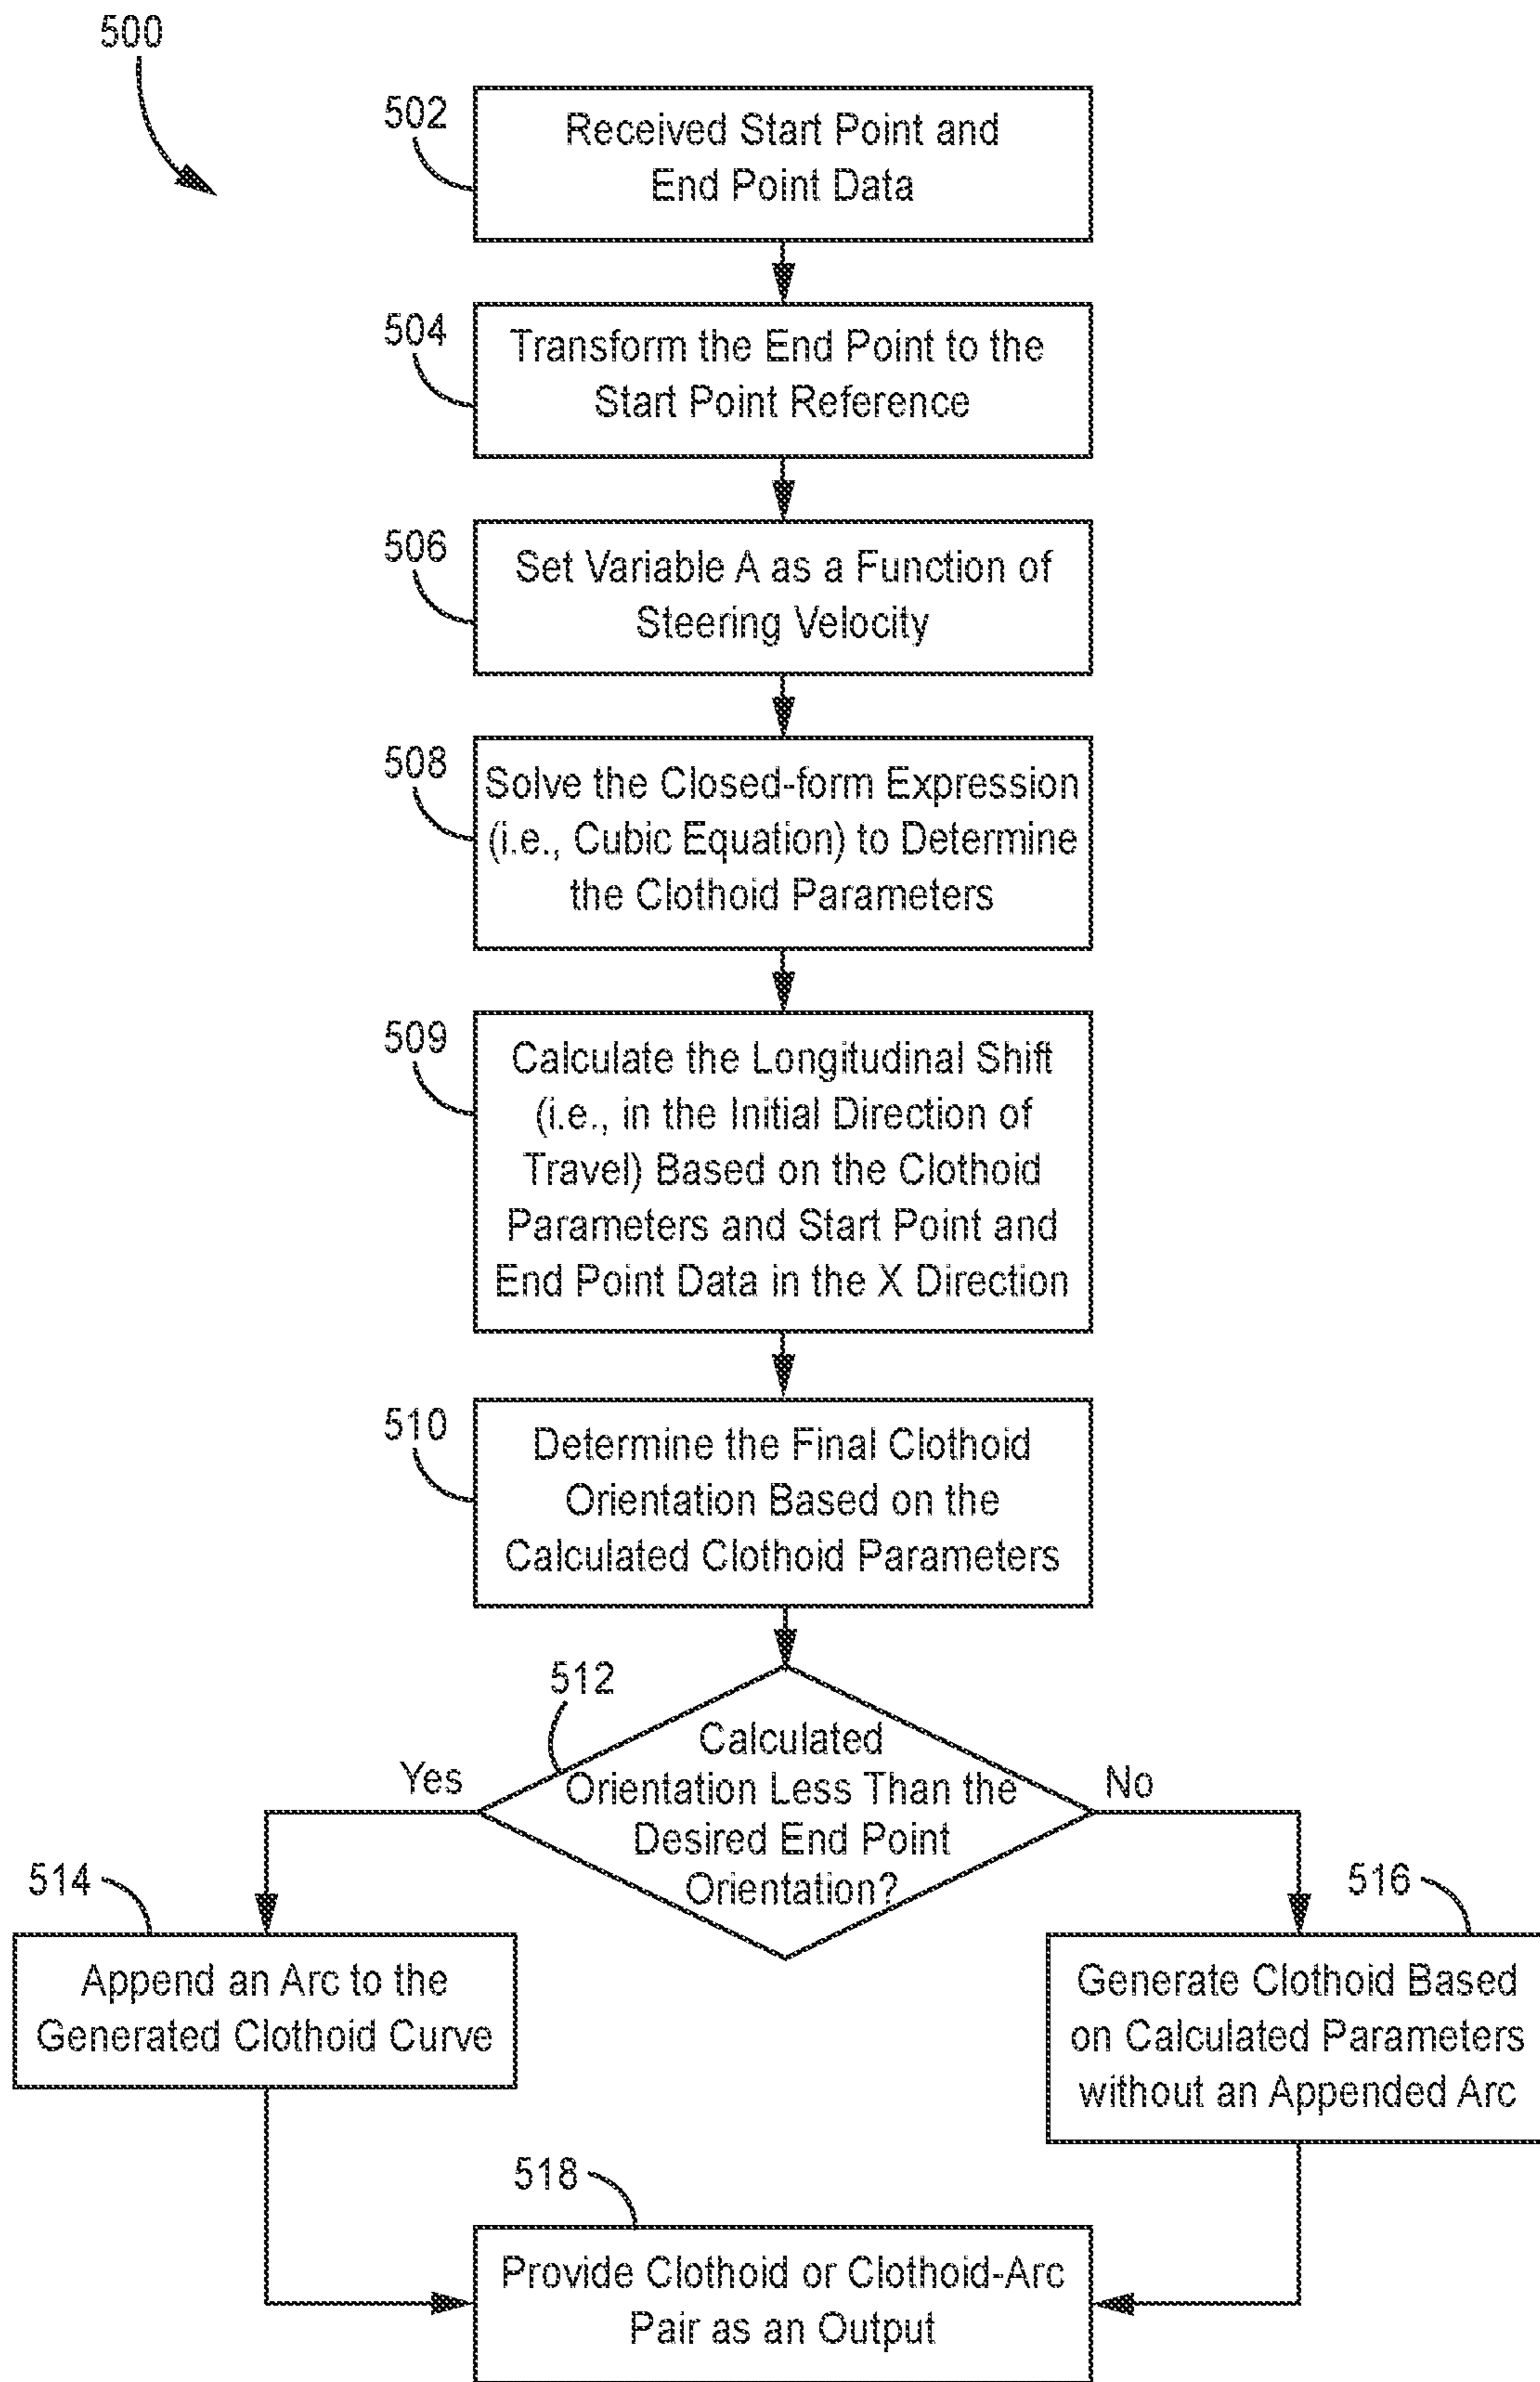 500
502
Received Start Point and
End Point Data
504
Transform the End Point to the
Start Point Reference
506
Set Variable A as a Function of
Steering Velocity
508
Solve the Closed-form Expression
(i.e., Cubic Equation) to Determine
the Clothoid Parameters
509
Calculate the Longitudinal Shift
(i.e., in the Initial Direction of
Travel) Based on the Clothoid
Parameters and Start Point and
End Point Data in the X Direction
510
Determine the Final Clothoid
Orientation Based on the
Calculated Clothoid Parameters
512
Calculated
Orientation Less Than the
Desired End Point
Orientation?
Yes
No
514
Append an Arc to the
Generated Clothoid Curve
516
Generate Clothoid Based
on Calculated Parameters
without an Appended Arc
518
Provide Clothoid or Clothoid-Arc
Pair as an Output